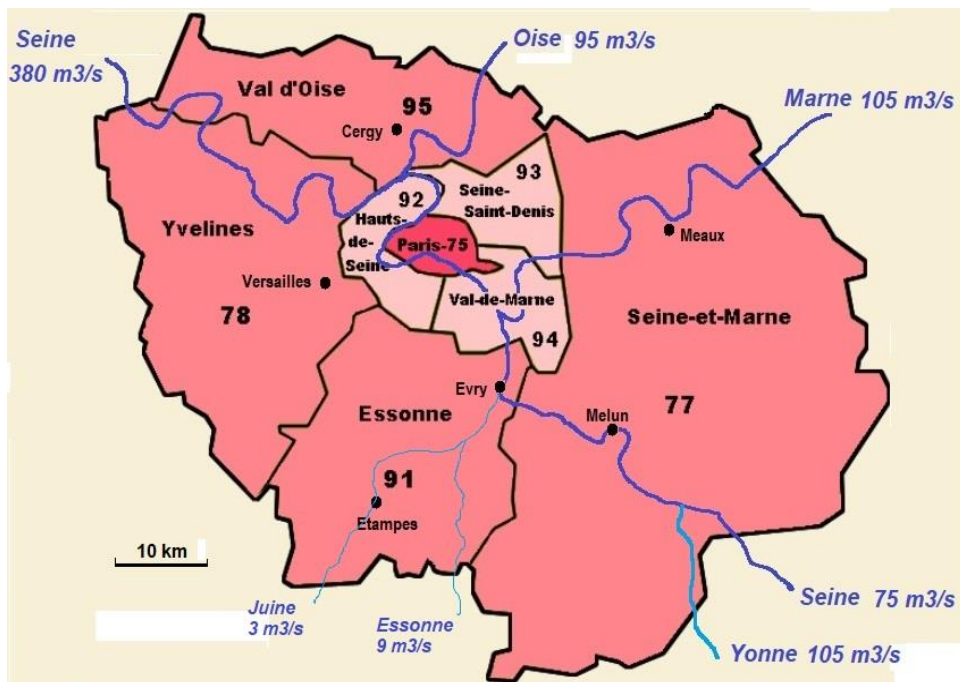 Seine
380 m3/s
Oise 95 m3/s
Val d'Oise
95
Cergy
Marne 105 m3/s
93
Seine-
Saint-Denis
92
Hauts-
de-
Seine
Paris-75
Yvelines
Versailles
78
Meaux
Val-de-Marne
94
Seine-et-Marne
77
Evry
Melun
Essonne
91
Etampes
10 km
Juine
3 m3/s
Essonne
9 m3/s
Seine 75 m3/s
Yonne 105 m3/s